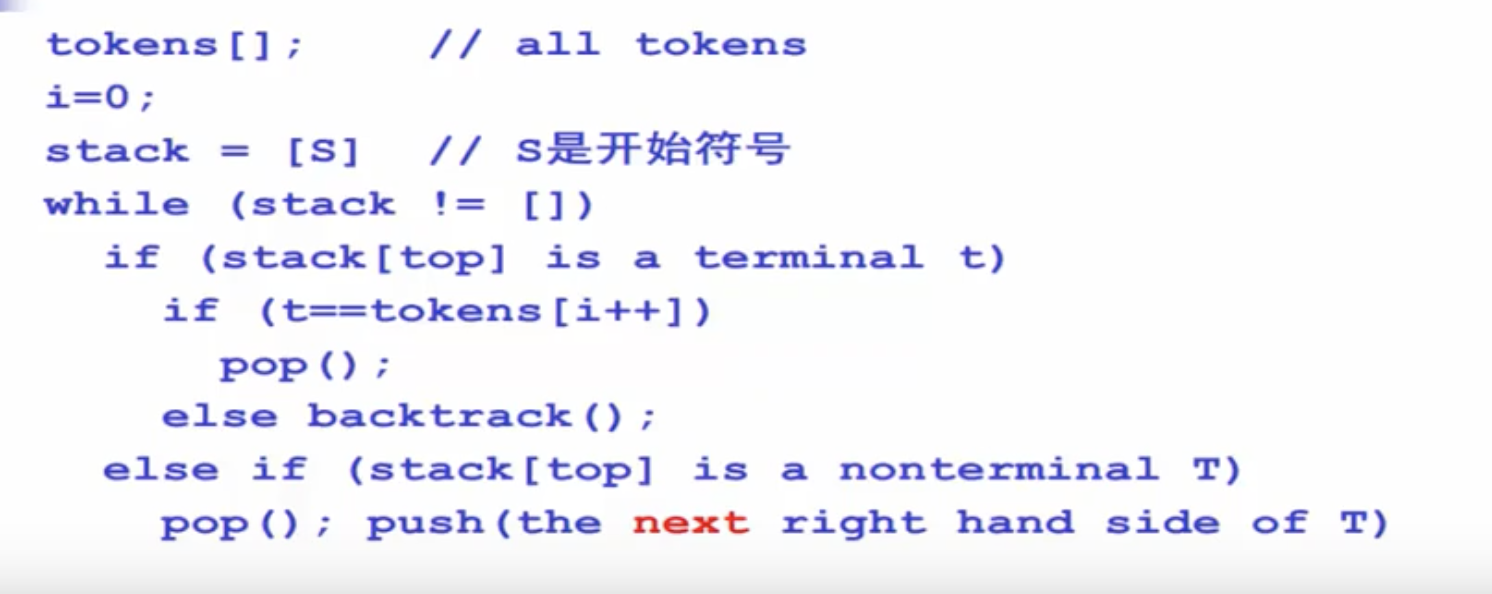 tokens[];    // all tokens
i=0;
stack = [S]  // S是开始符号
while (stack != [])
  if (stack[top] is a terminal t)
    if (t==tokens[i++])
      pop();
    else backtrack();
  else if (stack[top] is a nonterminal T)
    pop(); push(the next right hand side of T)